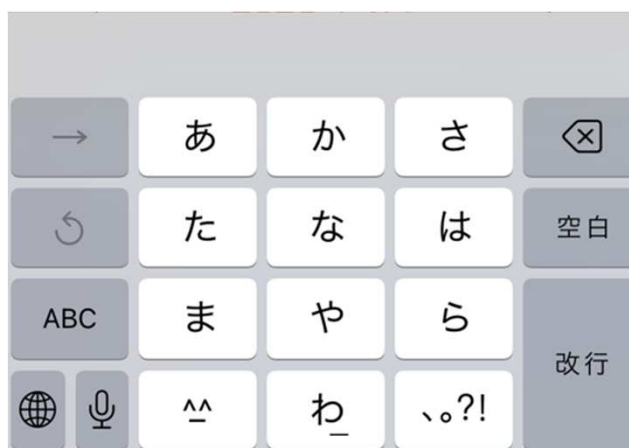 → あ か さ
た な は 空白
ABC ま や ら 改行
^^ わ 、。?!